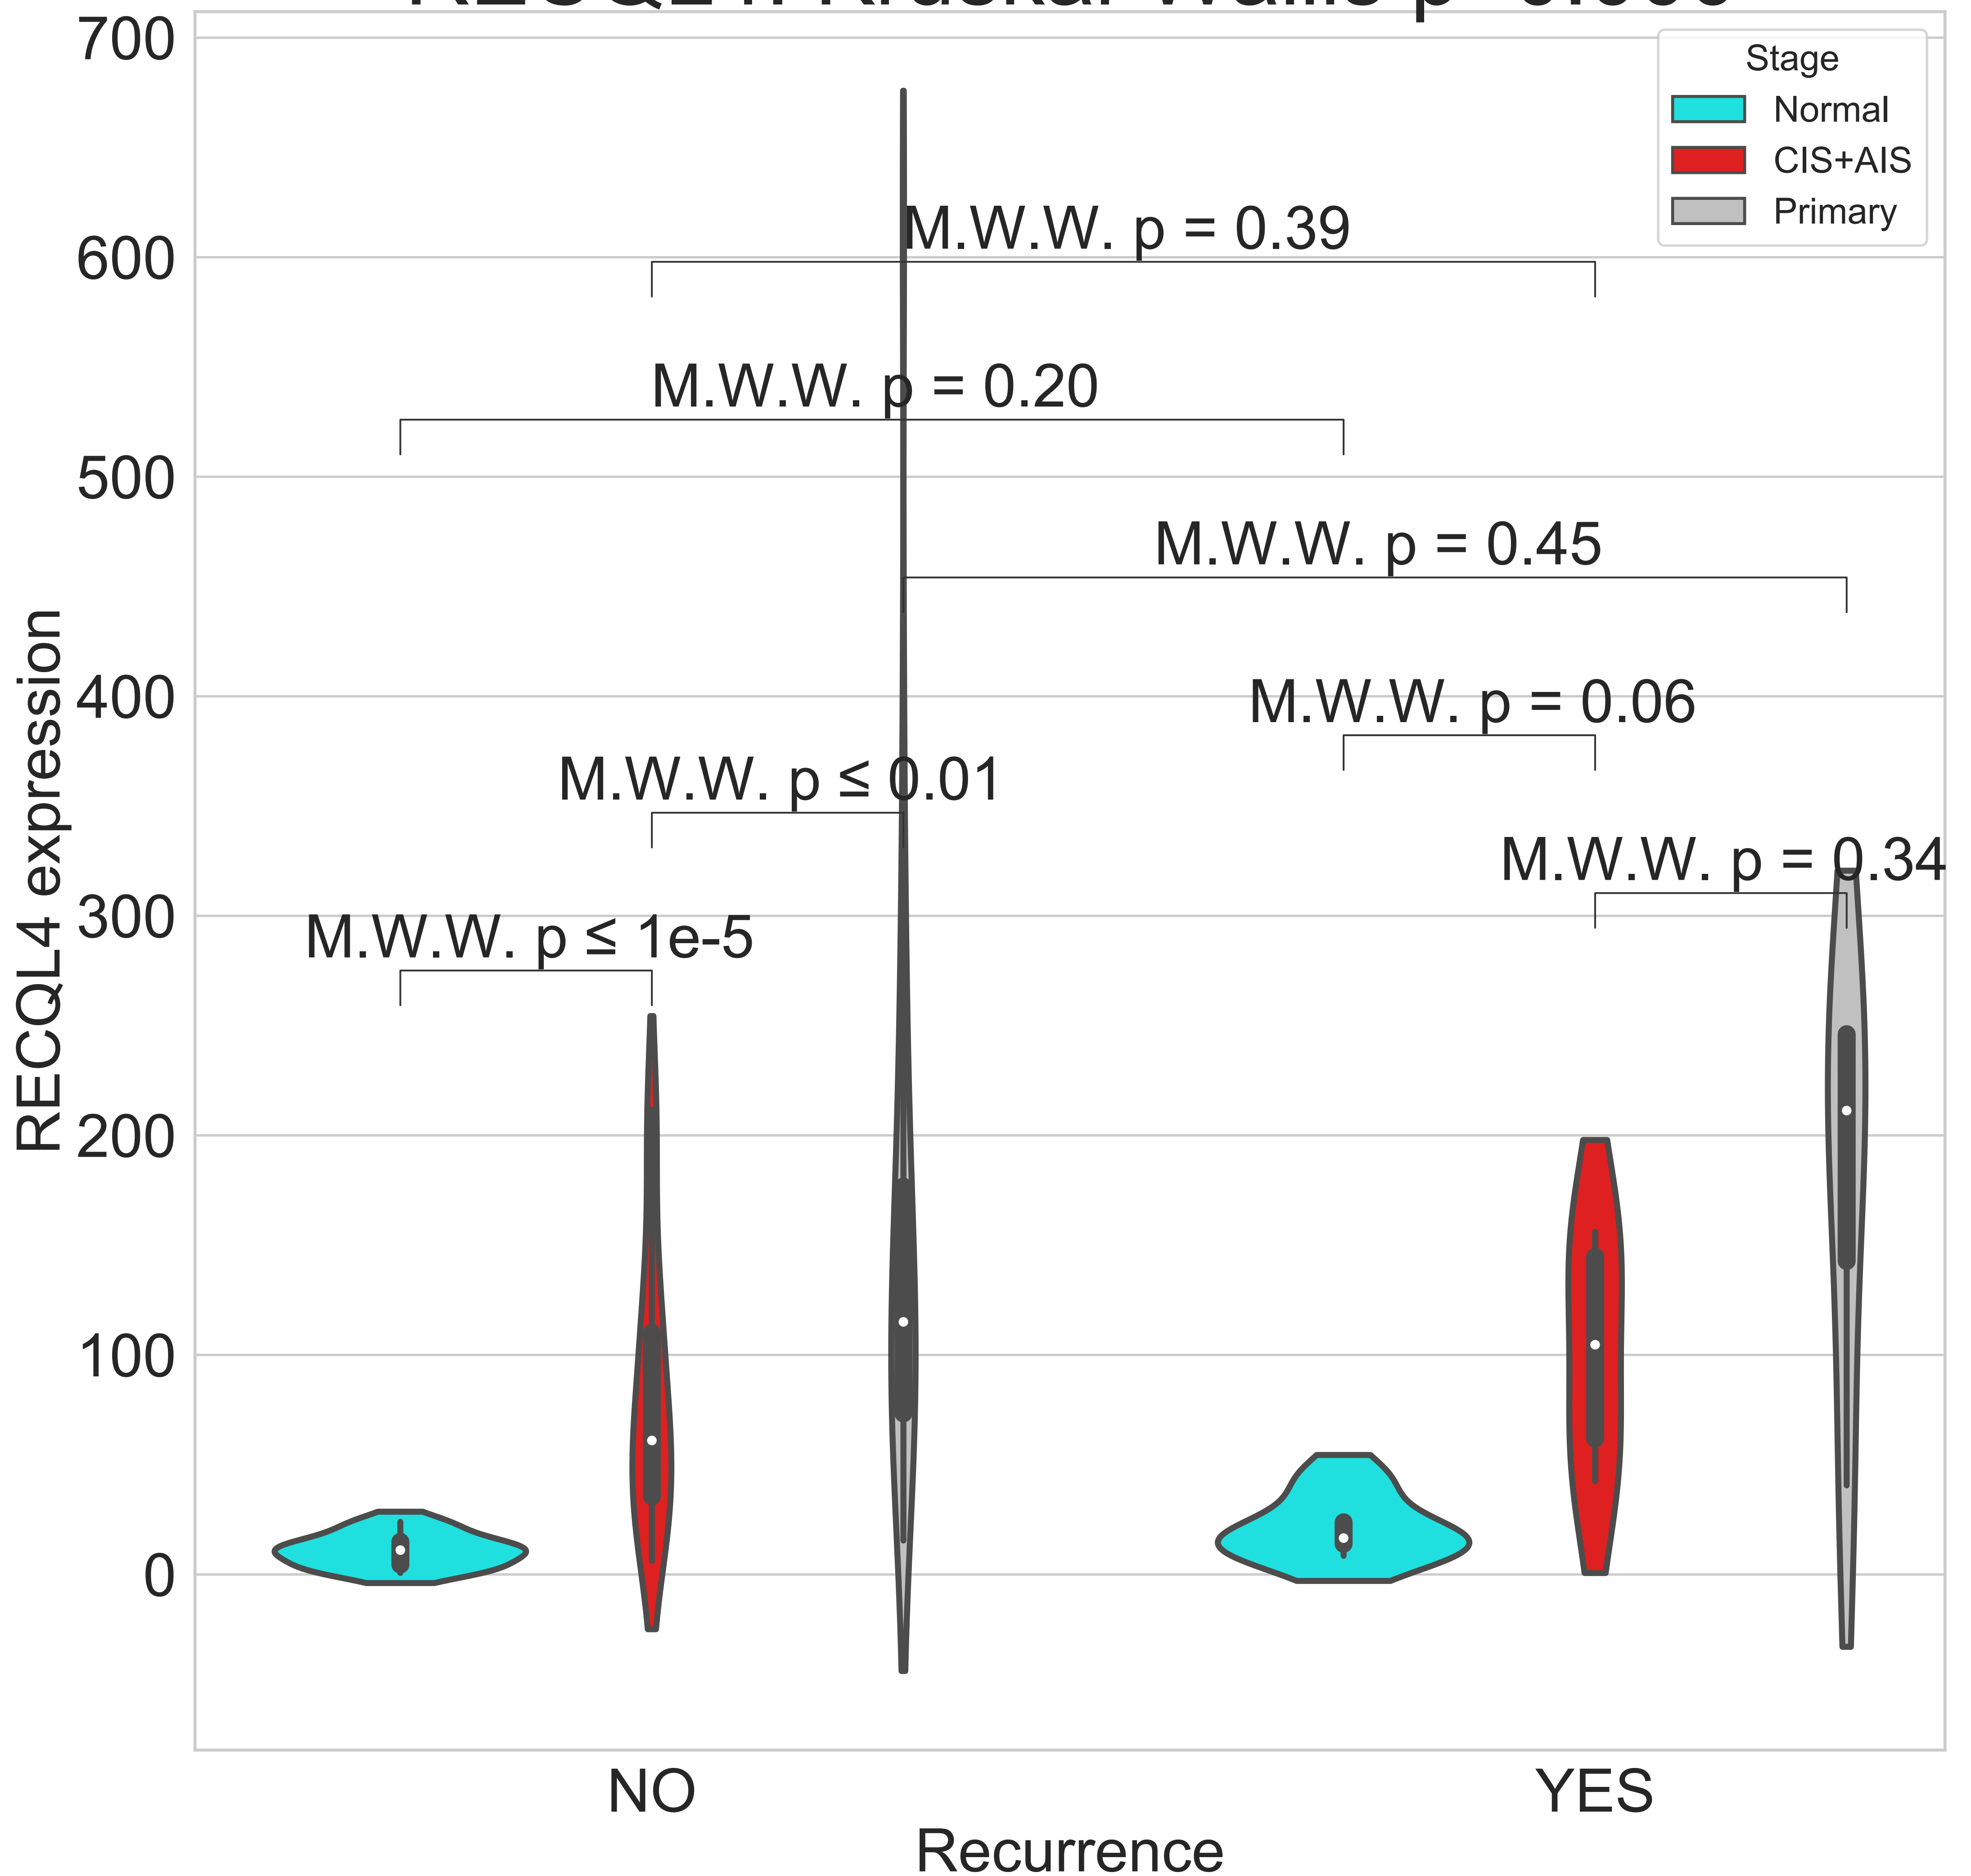 700
600
500
400
300
200
100
0
RECQL4 expression
Stage
Normal
CIS+AIS
Primary
M.W.W. p = 0.39
M.W.W. p = 0.20
M.W.W. p = 0.45
M.W.W. p = 0.06
M.W.W. p ≤ 0.01
M.W.W. p = 0.34
M.W.W. p ≤ 1e-5
NO
YES
Recurrence